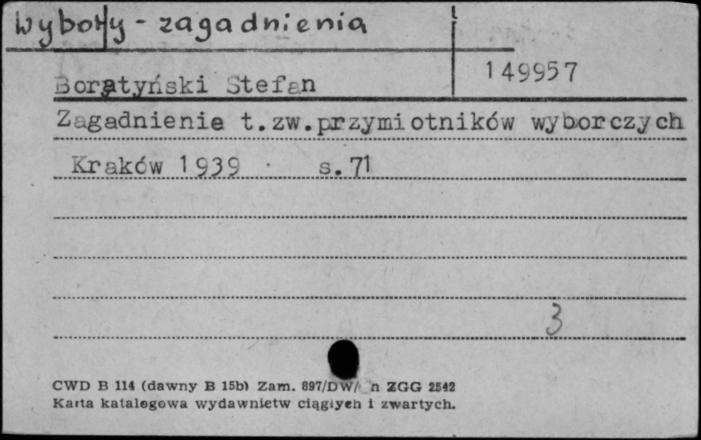 Wybory - zagadnienia
149957
Boratyński Stefan
Zagadnienie t.zw.przymiotników wyborczych
Kraków 1939 s.71
3
CWD B 114 (dawny B 15b) Zam. 897/DW/ n ZGG 2542
Karta katalogowa wydawnictw ciągłych i zwartych.